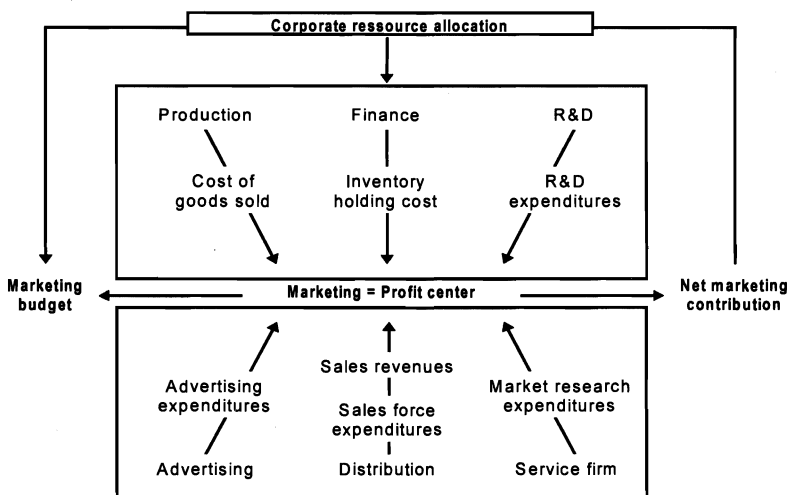 Corporate ressource allocation
Production Finance R&D
Cost of goods sold
Inventory holding cost
R&D expenditures
Marketing budget
Marketing = Profit center
Net marketing contribution
Sales revenues
Advertising expenditures
Sales force expenditures
Market research expenditures
Advertising Distribution Service firm